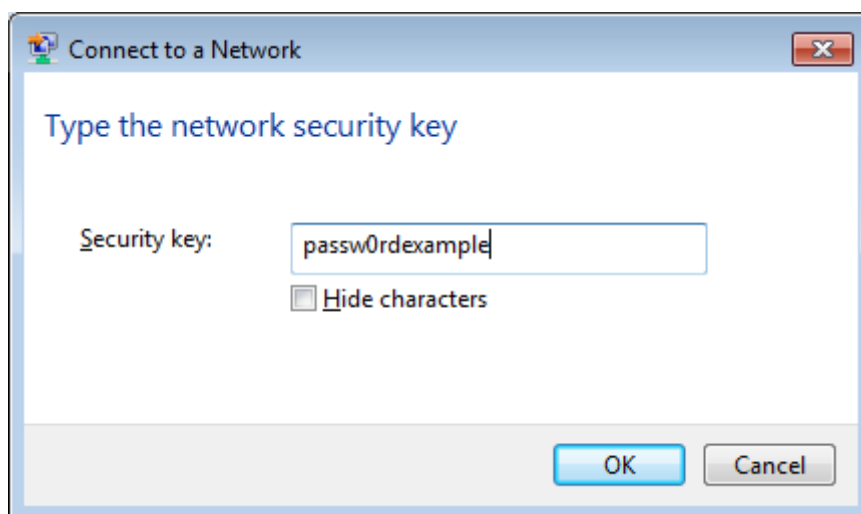 Connect to a Network
Type the network security key
Security key: passw0rdexample
Hide characters
OK Cancel